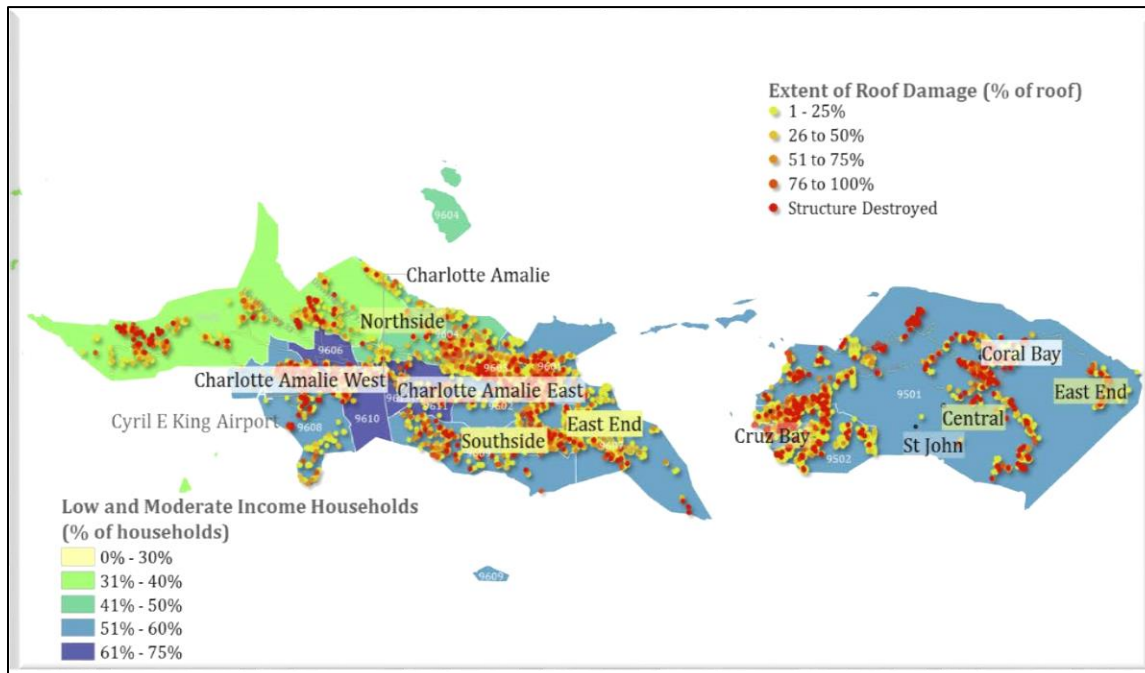 Extent of Roof Damage (% of roof)
1 - 25%
26 to 50%
51 to 75%
76 to 100%
Structure Destroyed
9604
Charlotte Amalie
Northside
9606
Charlotte Amalie West
Charlotte Amalie East
9602
9610
Cyril E King Airport
9608
Southside
East End
Coral Bay
East End
9501
Central
Cruz Bay
St John
9502
Low and Moderate Income Households
(% of households)
0% - 30%
31% - 40%
41% - 50%
51% - 60%
61% - 75%
9609